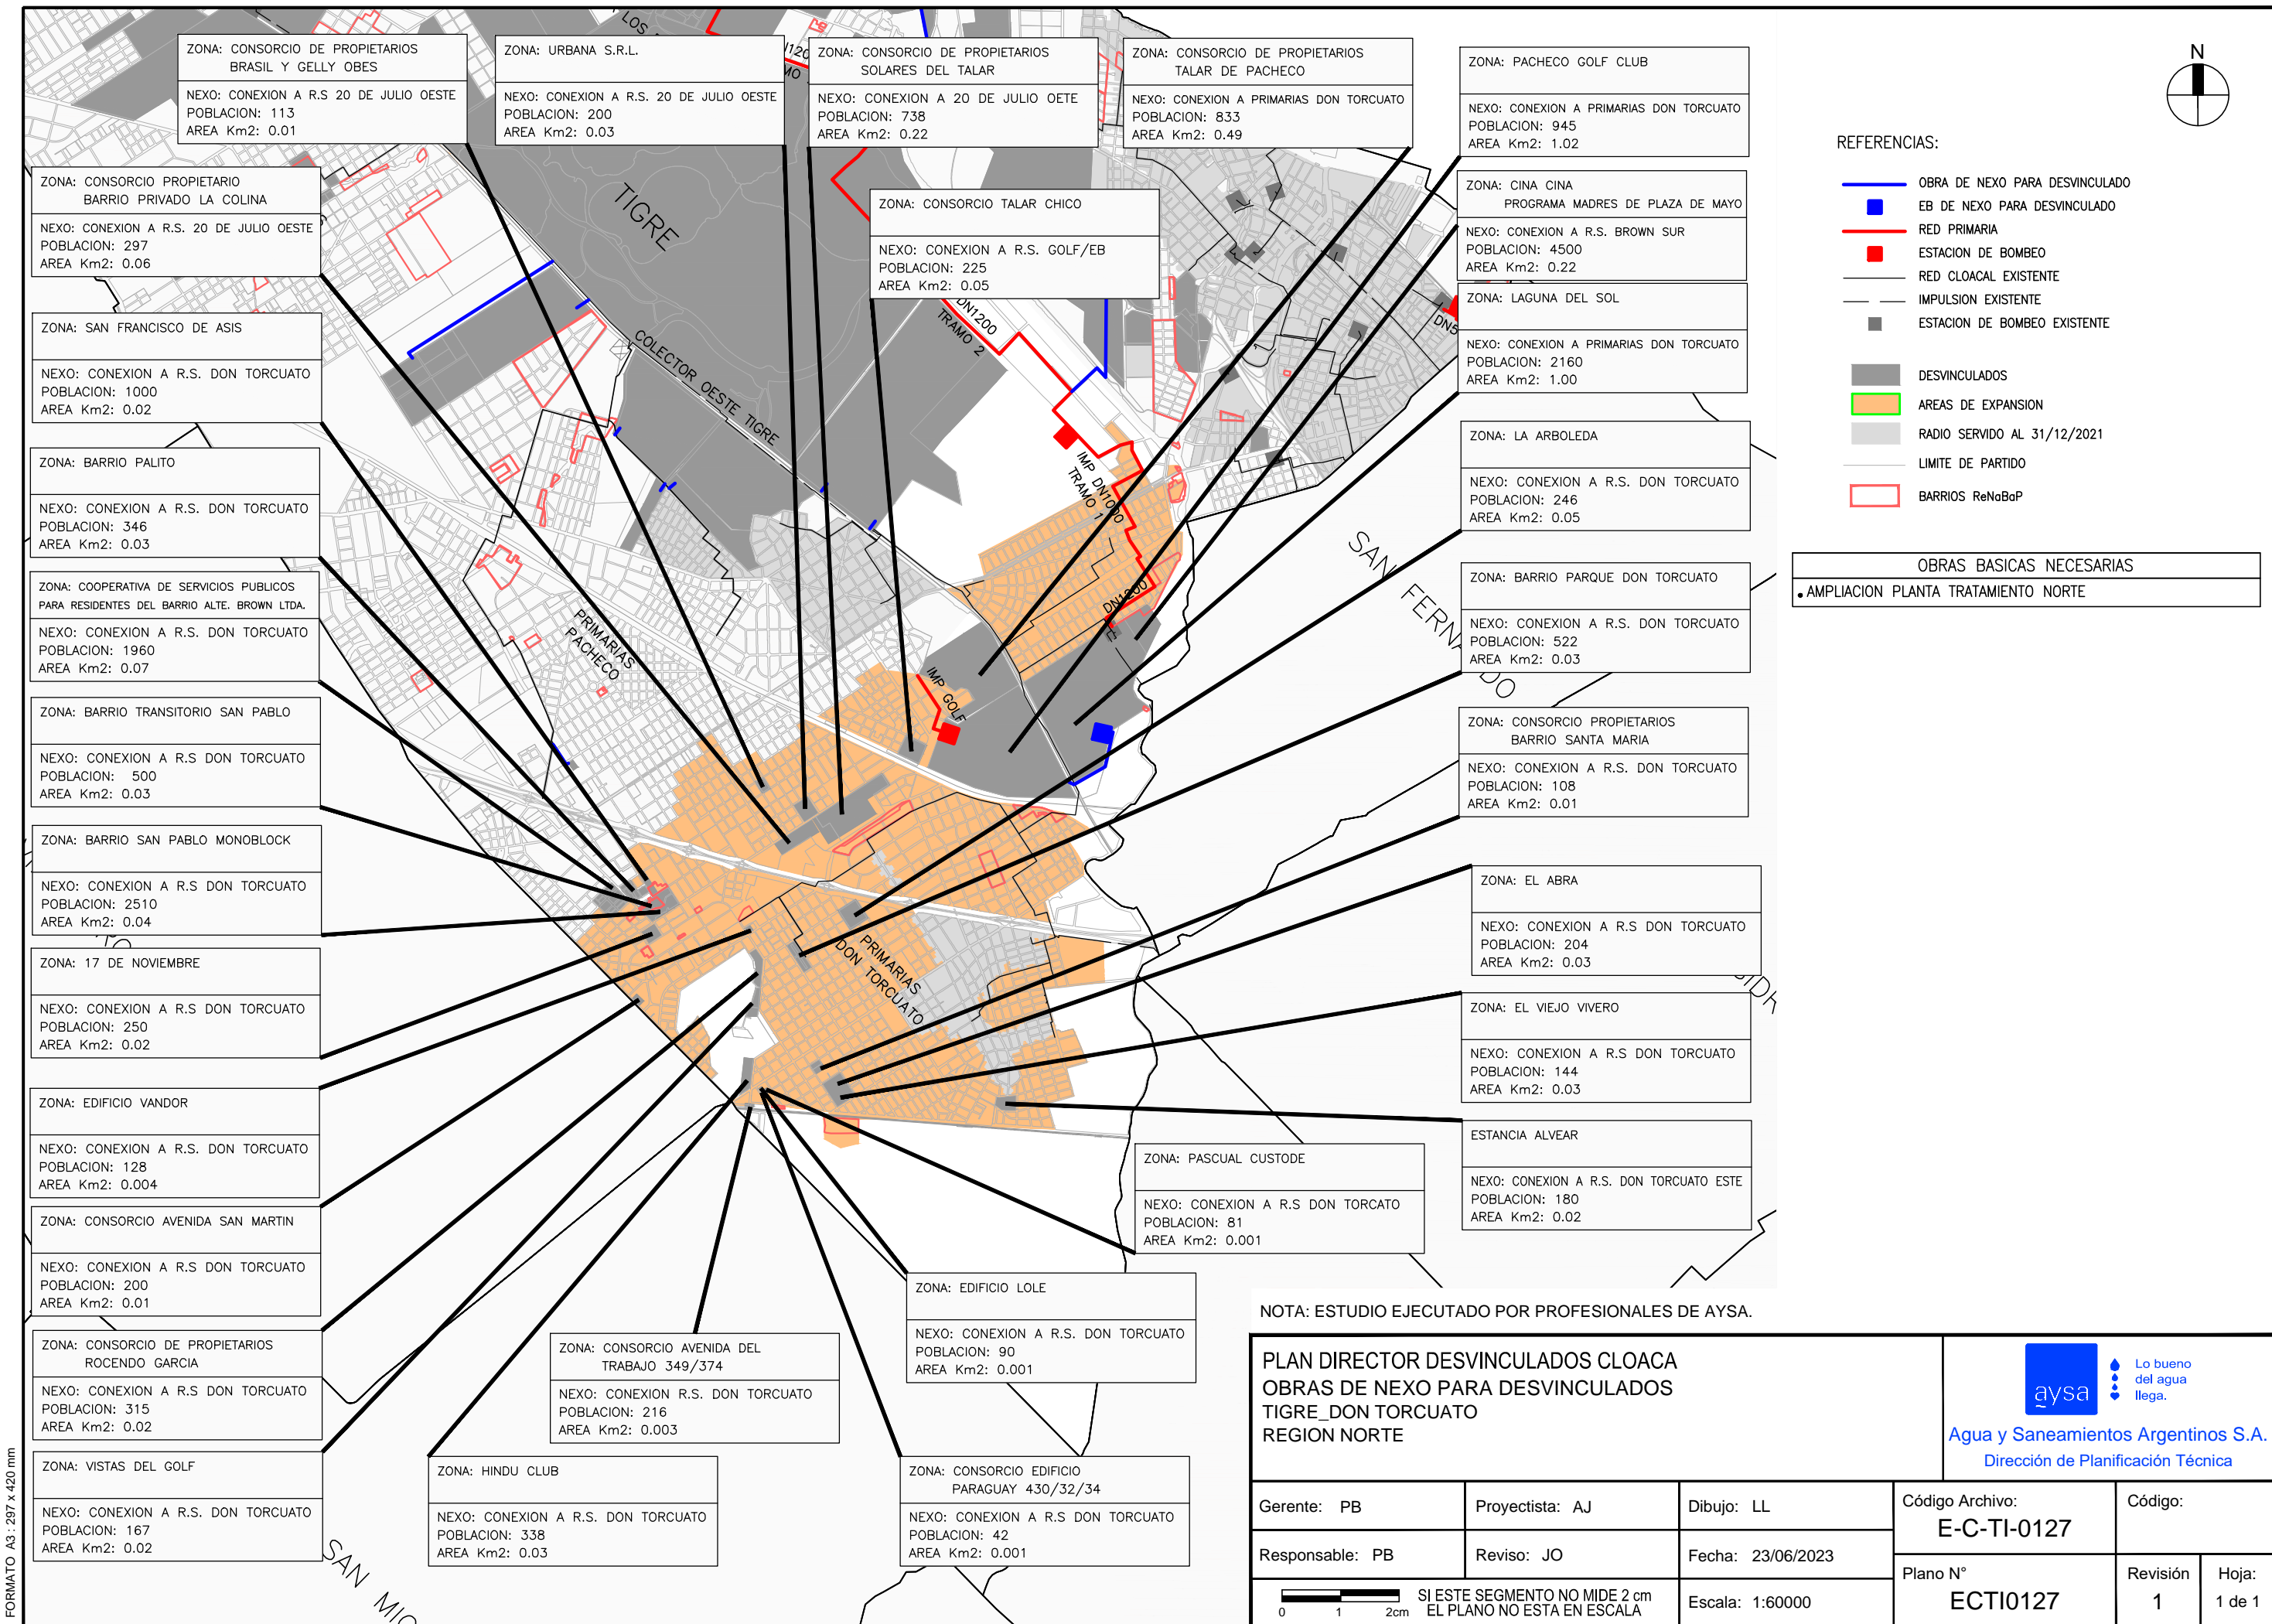 ZONA: CONSORCIO DE PROPIETARIOS
BRASIL Y GELLY OBES
NEXO: CONEXION A R.S 20 DE JULIO OESTE
POBLACION: 113
AREA Km2: 0.01
ZONA: URBANA S.R.L.
NEXO: CONEXION A R.S. 20 DE JULIO OESTE
POBLACION: 200
AREA Km2: 0.03
ZONA: CONSORCIO DE PROPIETARIOS
SOLARES DEL TALAR
NEXO: CONEXION A 20 DE JULIO OETE
POBLACION: 738
AREA Km2: 0.22
ZONA: CONSORCIO DE PROPIETARIOS
TALAR DE PACHECO
NEXO: CONEXION A PRIMARIAS DON TORCUATO
POBLACION: 833
AREA Km2: 0.49
ZONA: PACHECO GOLF CLUB
NEXO: CONEXION A PRIMARIAS DON TORCUATO
POBLACION: 945
AREA Km2: 1.02
ZONA: CONSORCIO PROPIETARIO
BARRIO PRIVADO LA COLINA
NEXO: CONEXION A R.S. 20 DE JULIO OESTE
POBLACION: 297
AREA Km2: 0.06
ZONA: CONSORCIO TALAR CHICO
NEXO: CONEXION A R.S. GOLF/EB
POBLACION: 225
AREA Km2: 0.05
ZONA: CINA CINA
PROGRAMA MADRES DE PLAZA DE MAYO
NEXO: CONEXION A R.S. BROWN SUR
POBLACION: 4500
AREA Km2: 0.22
ZONA: LAGUNA DEL SOL
NEXO: CONEXION A PRIMARIAS DON TORCUATO
POBLACION: 2160
AREA Km2: 1.00
ZONA: SAN FRANCISCO DE ASIS
NEXO: CONEXION A R.S. DON TORCUATO
POBLACION: 1000
AREA Km2: 0.02
ZONA: LA ARBOLEDA
NEXO: CONEXION A R.S. DON TORCUATO
POBLACION: 246
AREA Km2: 0.05
ZONA: BARRIO PALITO
NEXO: CONEXION A R.S. DON TORCUATO
POBLACION: 346
AREA Km2: 0.03
ZONA: BARRIO PARQUE DON TORCUATO
NEXO: CONEXION A R.S. DON TORCUATO
POBLACION: 522
AREA Km2: 0.03
ZONA: COOPERATIVA DE SERVICIOS PUBLICOS
PARA RESIDENTES DEL BARRIO ALTE. BROWN LTDA.
NEXO: CONEXION A R.S. DON TORCUATO
POBLACION: 1960
AREA Km2: 0.07
ZONA: CONSORCIO PROPIETARIOS
BARRIO SANTA MARIA
NEXO: CONEXION A R.S. DON TORCUATO
POBLACION: 108
AREA Km2: 0.01
ZONA: BARRIO TRANSITORIO SAN PABLO
NEXO: CONEXION A R.S DON TORCUATO
POBLACION: 500
AREA Km2: 0.03
ZONA: BARRIO SAN PABLO MONOBLOCK
NEXO: CONEXION A R.S DON TORCUATO
POBLACION: 2510
AREA Km2: 0.04
ZONA: EL ABRA
NEXO: CONEXION A R.S DON TORCUATO
POBLACION: 204
AREA Km2: 0.03
ZONA: 17 DE NOVIEMBRE
NEXO: CONEXION A R.S DON TORCUATO
POBLACION: 250
AREA Km2: 0.02
ZONA: EL VIEJO VIVERO
NEXO: CONEXION A R.S DON TORCUATO
POBLACION: 144
AREA Km2: 0.03
ZONA: EDIFICIO VANDOR
NEXO: CONEXION A R.S. DON TORCUATO
POBLACION: 128
AREA Km2: 0.004
ESTANCIA ALVEAR
NEXO: CONEXION A R.S. DON TORCUATO ESTE
POBLACION: 180
AREA Km2: 0.02
ZONA: PASCUAL CUSTODE
NEXO: CONEXION A R.S DON TORCATO
POBLACION: 81
AREA Km2: 0.001
ZONA: CONSORCIO AVENIDA SAN MARTIN
NEXO: CONEXION A R.S DON TORCUATO
POBLACION: 200
AREA Km2: 0.01
ZONA: EDIFICIO LOLE
NEXO: CONEXION A R.S. DON TORCUATO
POBLACION: 90
AREA Km2: 0.001
ZONA: CONSORCIO DE PROPIETARIOS
ROCENDO GARCIA
NEXO: CONEXION A R.S DON TORCUATO
POBLACION: 315
AREA Km2: 0.02
ZONA: CONSORCIO AVENIDA DEL
TRABAJO 349/374
NEXO: CONEXION R.S. DON TORCUATO
POBLACION: 216
AREA Km2: 0.003
ZONA: VISTAS DEL GOLF
NEXO: CONEXION A R.S. DON TORCUATO
POBLACION: 167
AREA Km2: 0.02
ZONA: HINDU CLUB
NEXO: CONEXION A R.S. DON TORCUATO
POBLACION: 338
AREA Km2: 0.03
ZONA: CONSORCIO EDIFICIO
PARAGUAY 430/32/34
NEXO: CONEXION A R.S DON TORCUATO
POBLACION: 42
AREA Km2: 0.001
LOS
TIGRE
COLECTOR OESTE TIGRE
DN1200
TRAMO 2
IMP DN1000
TRAMO 1
DN1200
PRIMARIAS
PACHECO
IMP GOLF
PRIMARIAS
DON TORCUATO
SAN FERNANDO
SAN MIG
N
REFERENCIAS:
OBRA DE NEXO PARA DESVINCULADO
EB DE NEXO PARA DESVINCULADO
RED PRIMARIA
ESTACION DE BOMBEO
RED CLOACAL EXISTENTE
IMPULSION EXISTENTE
ESTACION DE BOMBEO EXISTENTE
DESVINCULADOS
AREAS DE EXPANSION
RADIO SERVIDO AL 31/12/2021
LIMITE DE PARTIDO
BARRIOS ReNaBaP
OBRAS BASICAS NECESARIAS
• AMPLIACION PLANTA TRATAMIENTO NORTE
NOTA: ESTUDIO EJECUTADO POR PROFESIONALES DE AYSA.
PLAN DIRECTOR DESVINCULADOS CLOACA
OBRAS DE NEXO PARA DESVINCULADOS
TIGRE_DON TORCUATO
REGION NORTE
aysa
Lo bueno
del agua
llega.
Agua y Saneamientos Argentinos S.A.
Dirección de Planificación Técnica
Gerente: PB
Proyectista: AJ
Dibujo: LL
Código Archivo:
E-C-TI-0127
Código:
Responsable: PB
Reviso: JO
Fecha: 23/06/2023
Plano N°
ECTI0127
Revisión
1
Hoja:
1 de 1
0 1 2cm
SI ESTE SEGMENTO NO MIDE 2 cm
EL PLANO NO ESTA EN ESCALA
Escala: 1:60000
FORMATO A3 : 297 x 420 mm